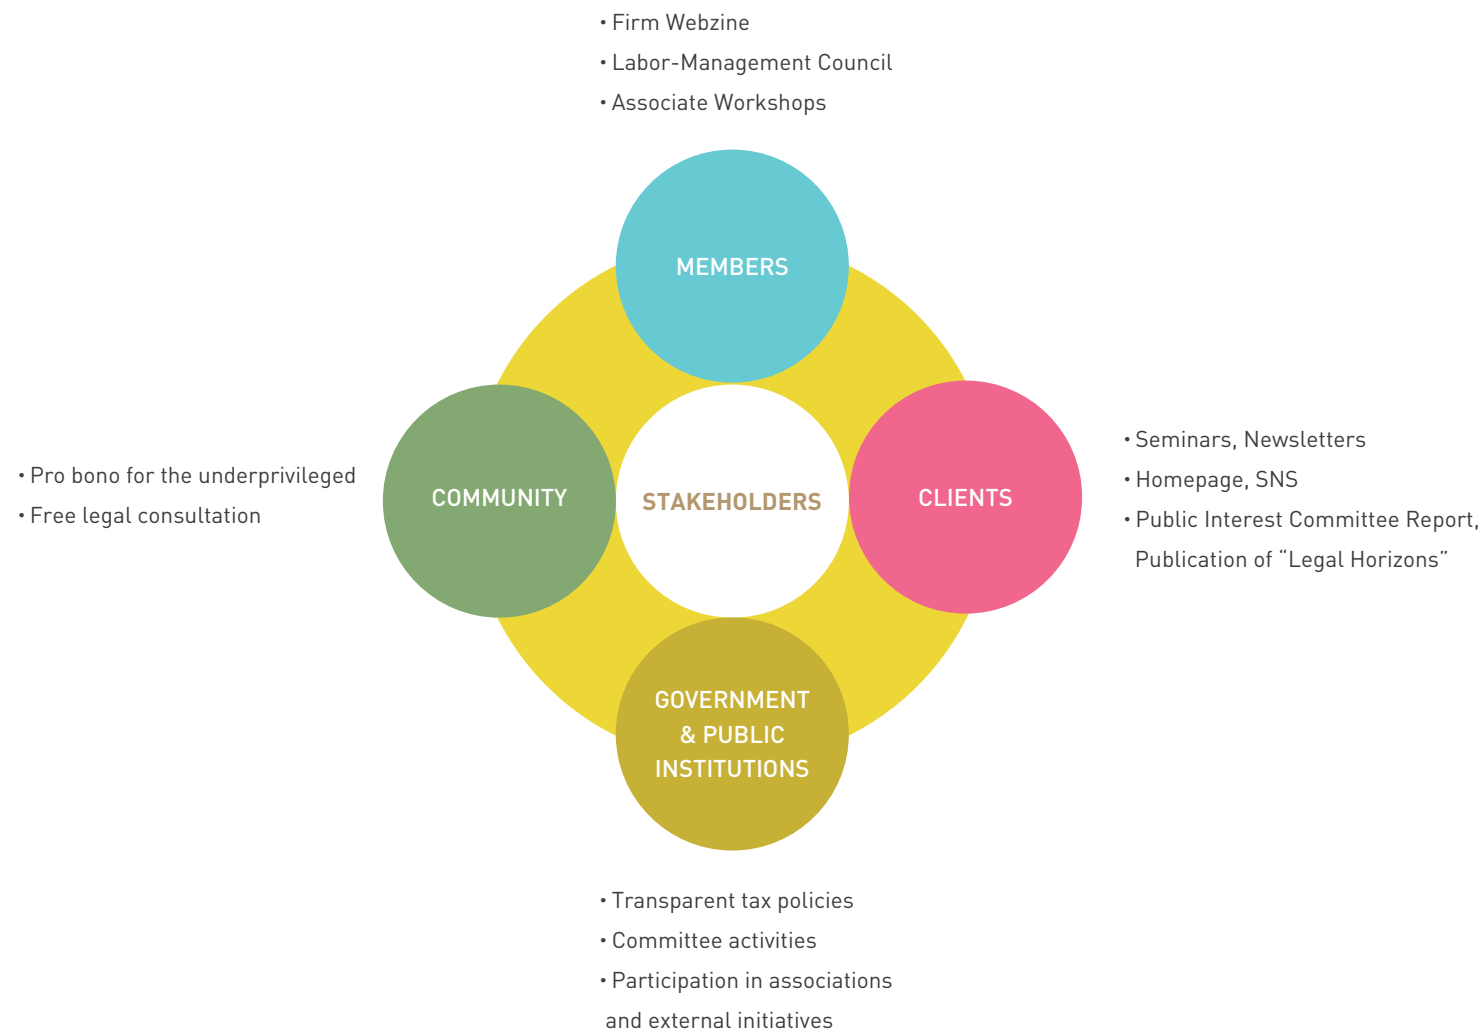 • Firm Webzine
• Labor-Management Council
• Associate Workshops
MEMBERS
• Pro bono for the underprivileged
• Free legal consultation
COMMUNITY
STAKEHOLDERS
CLIENTS
• Seminars, Newsletters
• Homepage, SNS
• Public Interest Committee Report,
Publication of “Legal Horizons”
GOVERNMENT
& PUBLIC
INSTITUTIONS
• Transparent tax policies
• Committee activities
• Participation in associations
and external initiatives